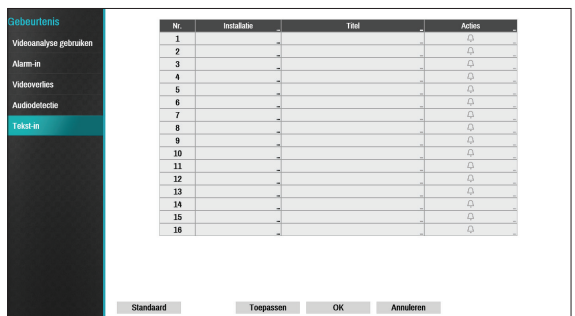 Gebeurtenis
Videoanalyse gebruiken
Alarm-in
Videoverlies
Audiodetectie
Tekst-in
Nr. Installatie Titel Acties
1
2
3
4
5
6
7
8
9
10
11
12
13
14
15
16
Standaard Toepassen OK Annuleren